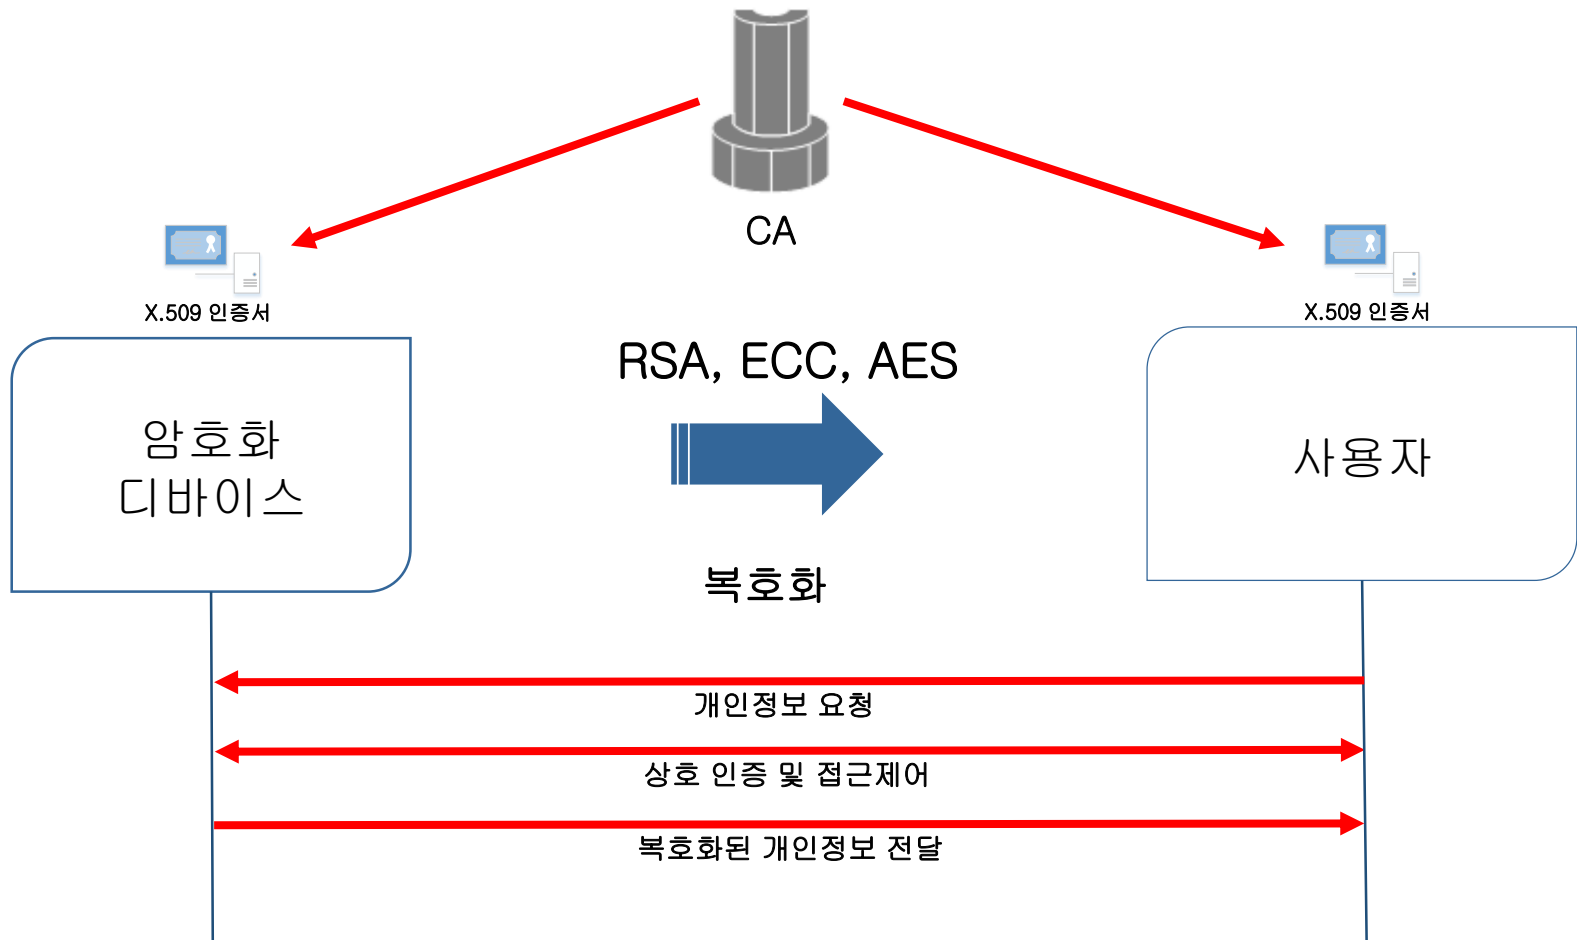 CA
X.509 인증서
X.509 인증서
RSA, ECC, AES
암호화
디바이스
사용자
복호화
개인정보 요청
상호 인증 및 접근제어
복호화된 개인정보 전달